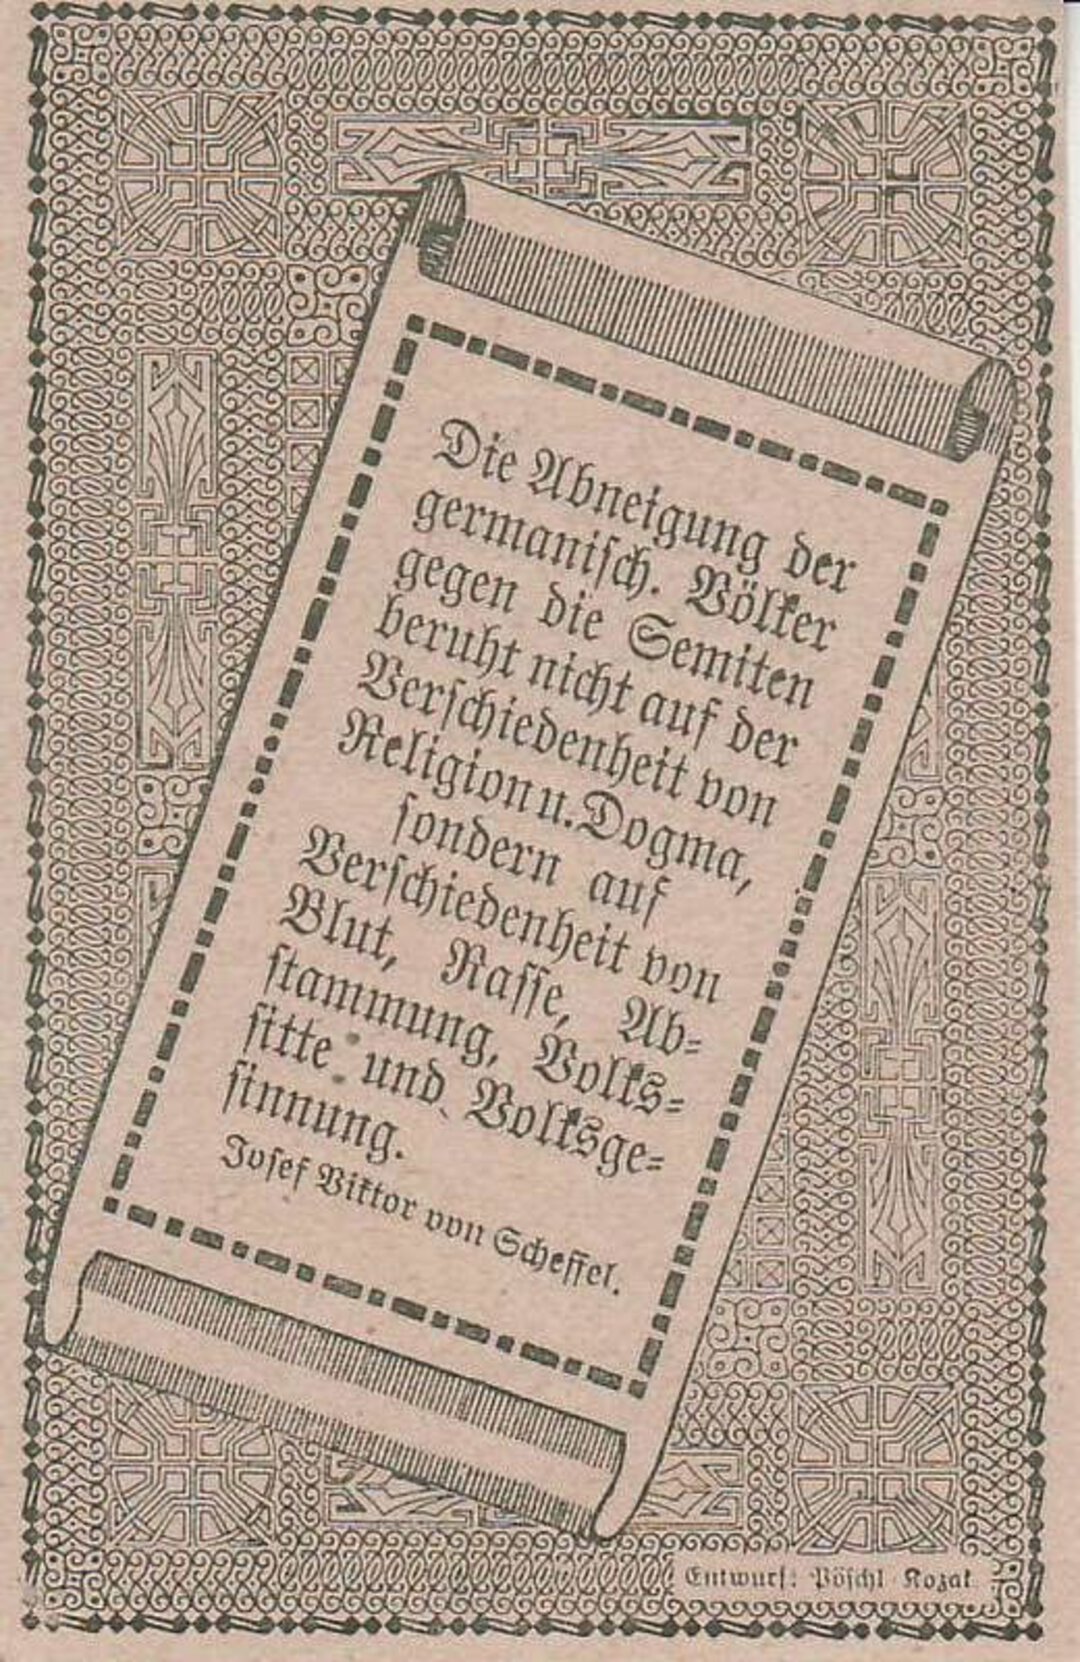 Die Abneigung der
germanisch. Völker
gegen die Semiten
beruht nicht auf der
Verschiedenheit von
Religion u. Dogma,
sondern auf
Verschiedenheit von
Blut, Rasse, Ab=
stammung, Volks=
sitte und Volksge=
sinnung.
Josef Viktor von Scheffel.
Entwurf: Pöschl Kozak